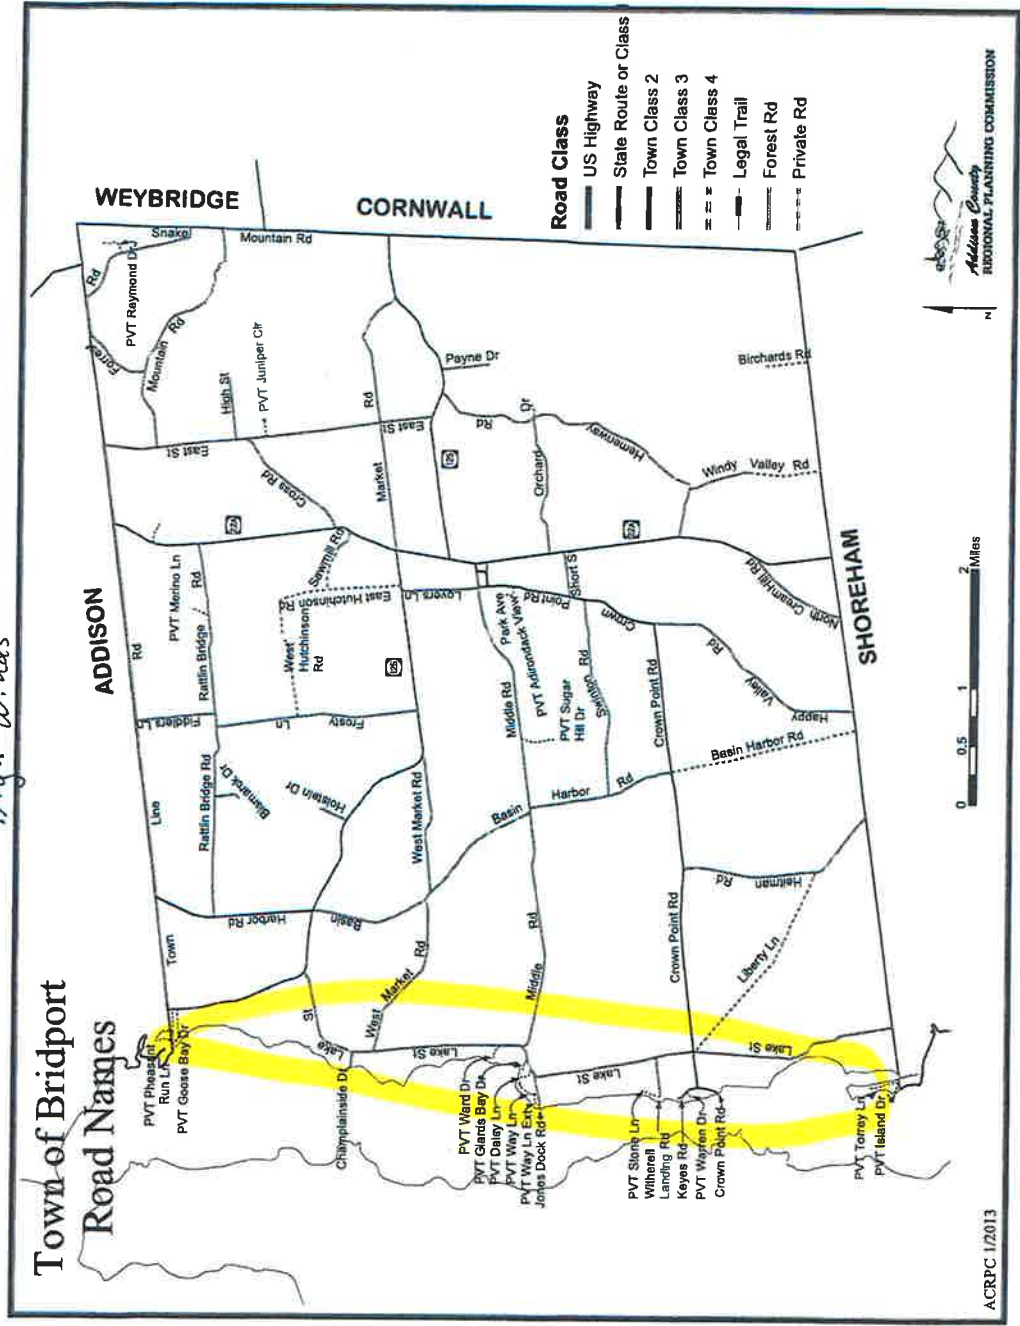 Town of Bridport
Road Names
WEYBRIDGE
CORNWALL
ADDISON
SHOREHAM
Road Class
US Highway
State Route or Class
Town Class 2
Town Class 3
Town Class 4
Legal Trail
Forest Rd
Private Rd
Snake
Mountain Rd
Rd
PVT Raymond Dr
Forrest
Mountain
Rd
High St
PVT Juniper Cir
East St
Cross Rd
Market
Rd
East St
Payne Dr
Birchards Rd
125
Rd
Dr
Orchard
Hemenway
Windy
Valley Rd
22A
22A
Sawmill Rd
PVT Merino Ln
Rd
Rattlin Bridge
Rd
East Hutchinson
Rd
West
Hutchinson
Rd
Lovers Ln
125
Short S
Point Rd
Crown
Park Ave
PVT Adirondack View
Middle Rd
PVT Sugar
Hill Dr
Swinton
Rd
Crown Point Rd
North Cream Hill Rd
Rd
Valley
Happy
Basin Harbor Rd
Fiddlers Ln
Ln
Frosty
Rattlin Bridge Rd
Bismarck Dr
Holstein Dr
West Market Rd
Line
Basin
Harbor
Rd
Harbor Rd
Basin
Town
Rd
Market
West
Rd
Middle
Crown Point Rd
Rd
Heitman
Liberty Ln
St
Lake
Lake St
Lake St
Lake St
PVT Pheasant
Run Ln
PVT Goose Bay Dr
Champlainside Dr
PVT Ward Dr
PVT Giards Bay Dr
PVT Daisy Ln
PVT Way Ln
PVT Way Ln Ext
Jones Dock Rd
PVT Stone Ln
Witherell
Landing Rd
Keyes Rd
PVT Warren Dr
Crown Point Rd
PVT Torrey Ln
PVT Island Dr
0 0.5 1 2
Miles
N
Addison County
REGIONAL PLANNING COMMISSION
ACRPC 1/2013